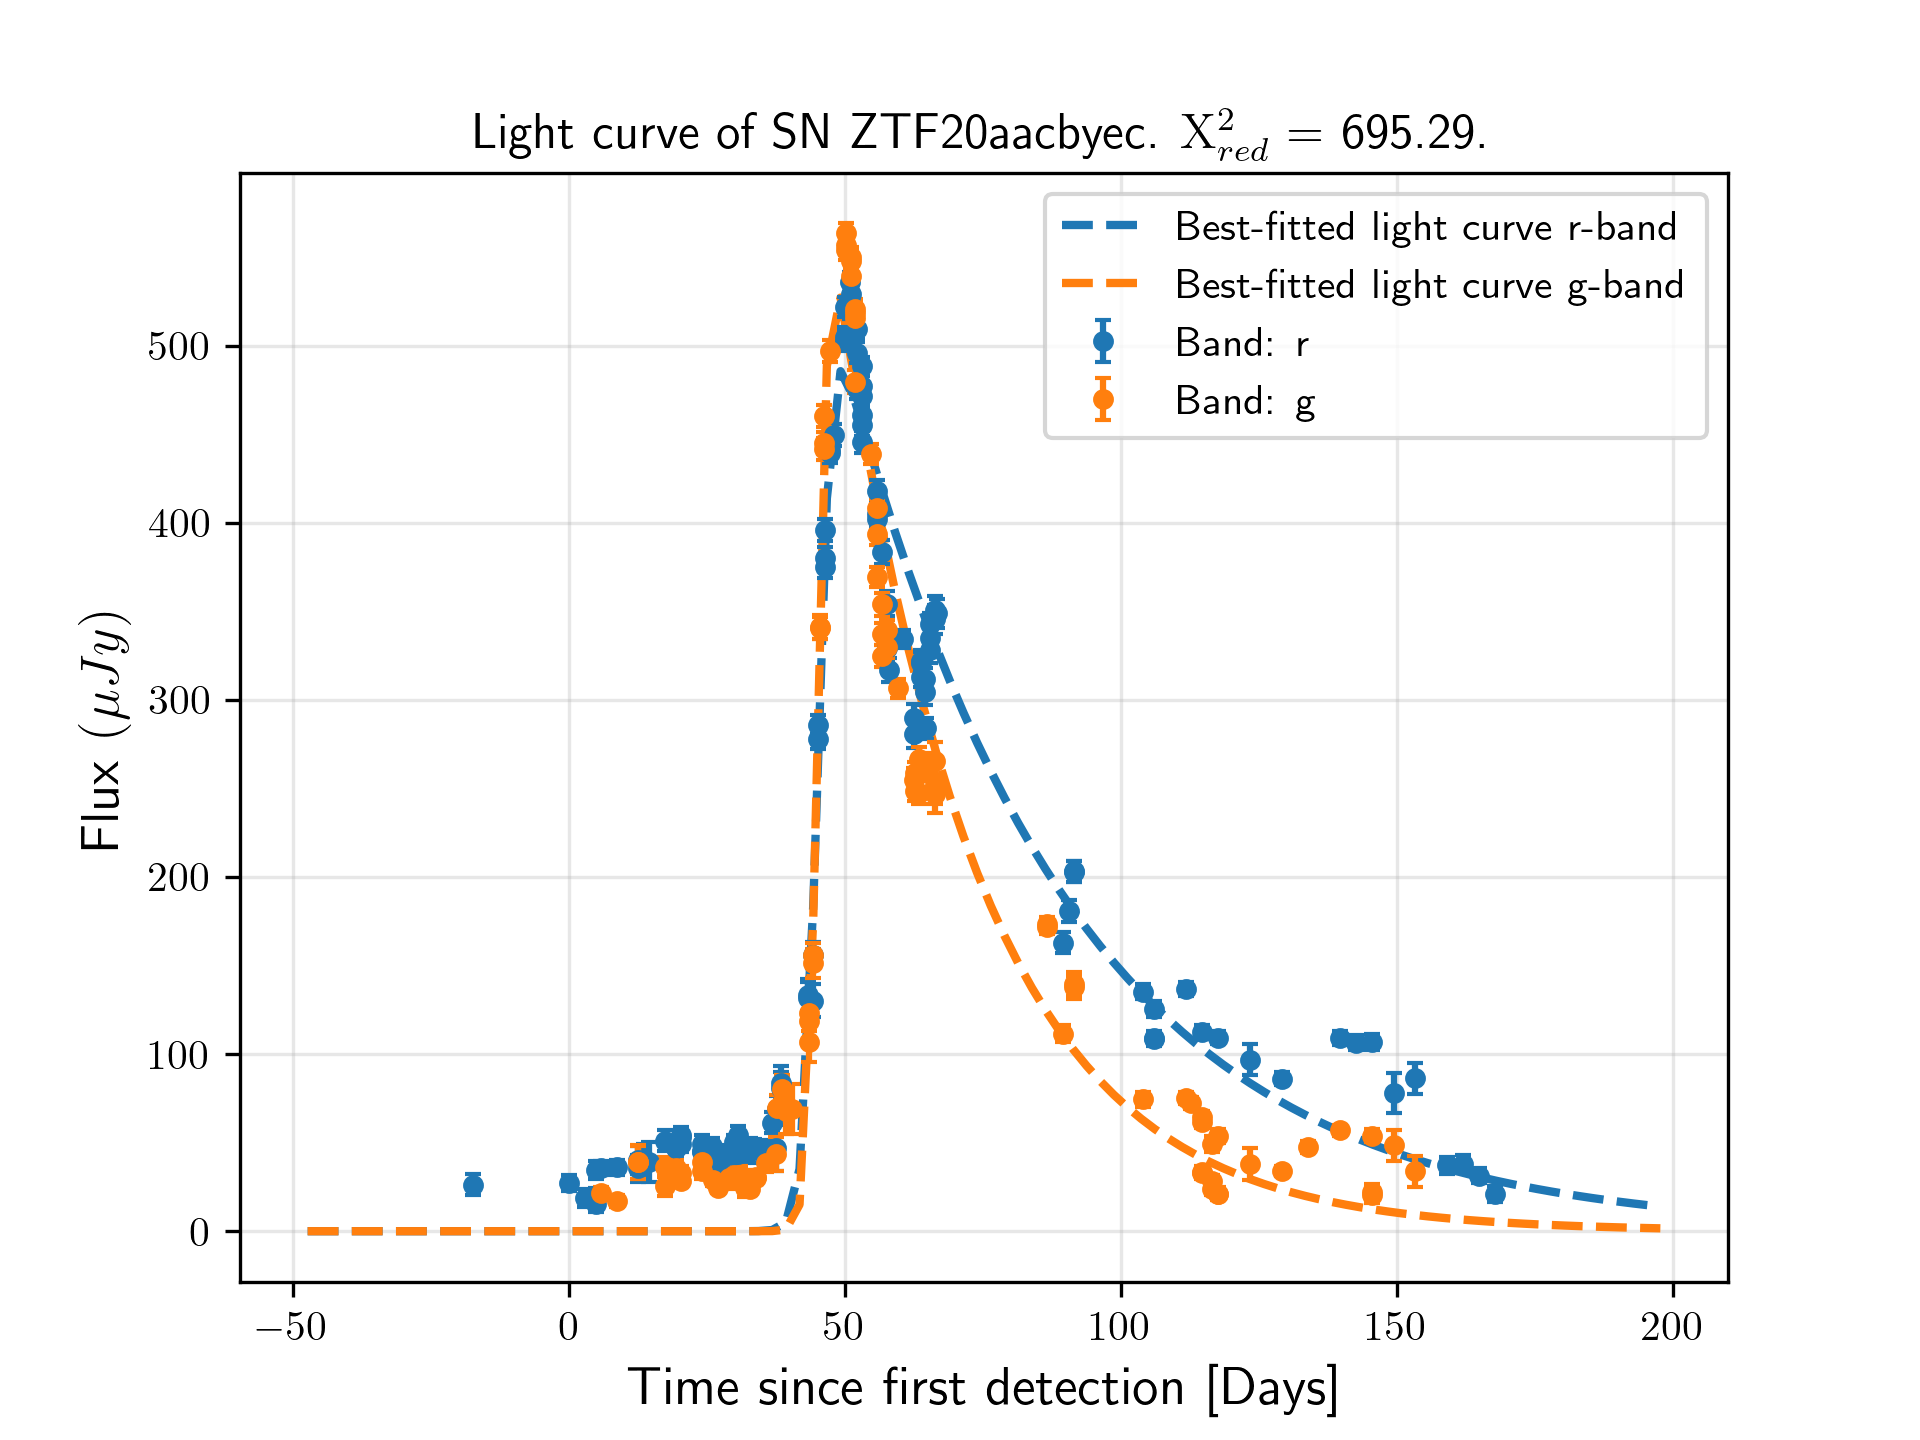 Light curve of SN ZTF20aacbyec. X²red = 695.29.
Best-fitted light curve r-band
Best-fitted light curve g-band
Band: r
Band: g
500
400
300
200
100
0
Flux (μJy)
−50 0 50 100 150 200
Time since first detection [Days]